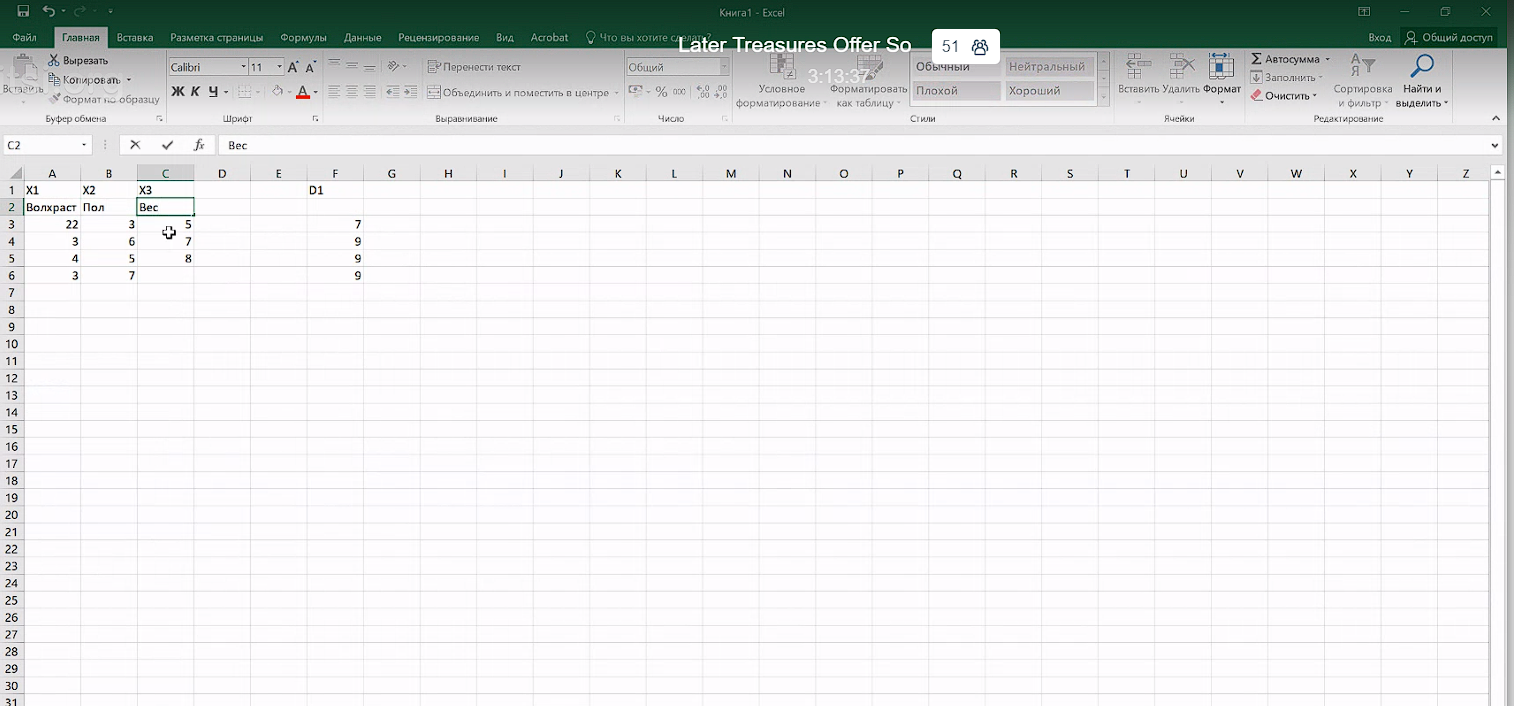 Книга1 - Excel
Файл Главная Вставка Разметка страницы Формулы Данные Рецензирование Вид Acrobat Что вы хотите сделать? Вход Общий доступ
Later Treasures Offer So 51
3:13:37
Вырезать
Копировать
Формат по образцу
Вставить
Буфер обмена
Calibri 11
Ж К Ч
Шрифт
Перенести текст
Объединить и поместить в центре
Выравнивание
Общий
% 000
Число
Условное форматирование
Форматировать как таблицу
Обычный Нейтральный
Плохой Хороший
Стили
Вставить Удалить Формат
Ячейки
Автосумма
Заполнить
Очистить
Сортировка и фильтр
Найти и выделить
Редактирование
C2 fx Вес
A B C D E F G H I J K L M N O P Q R S T U V W X Y Z
1 X1 X2 X3 D1
2 Волхраст Пол Вес
3 22 3 5 7
4 3 6 7 9
5 4 5 8 9
6 3 7 9
7
8
9
10
11
12
13
14
15
16
17
18
19
20
21
22
23
24
25
26
27
28
29
30
31